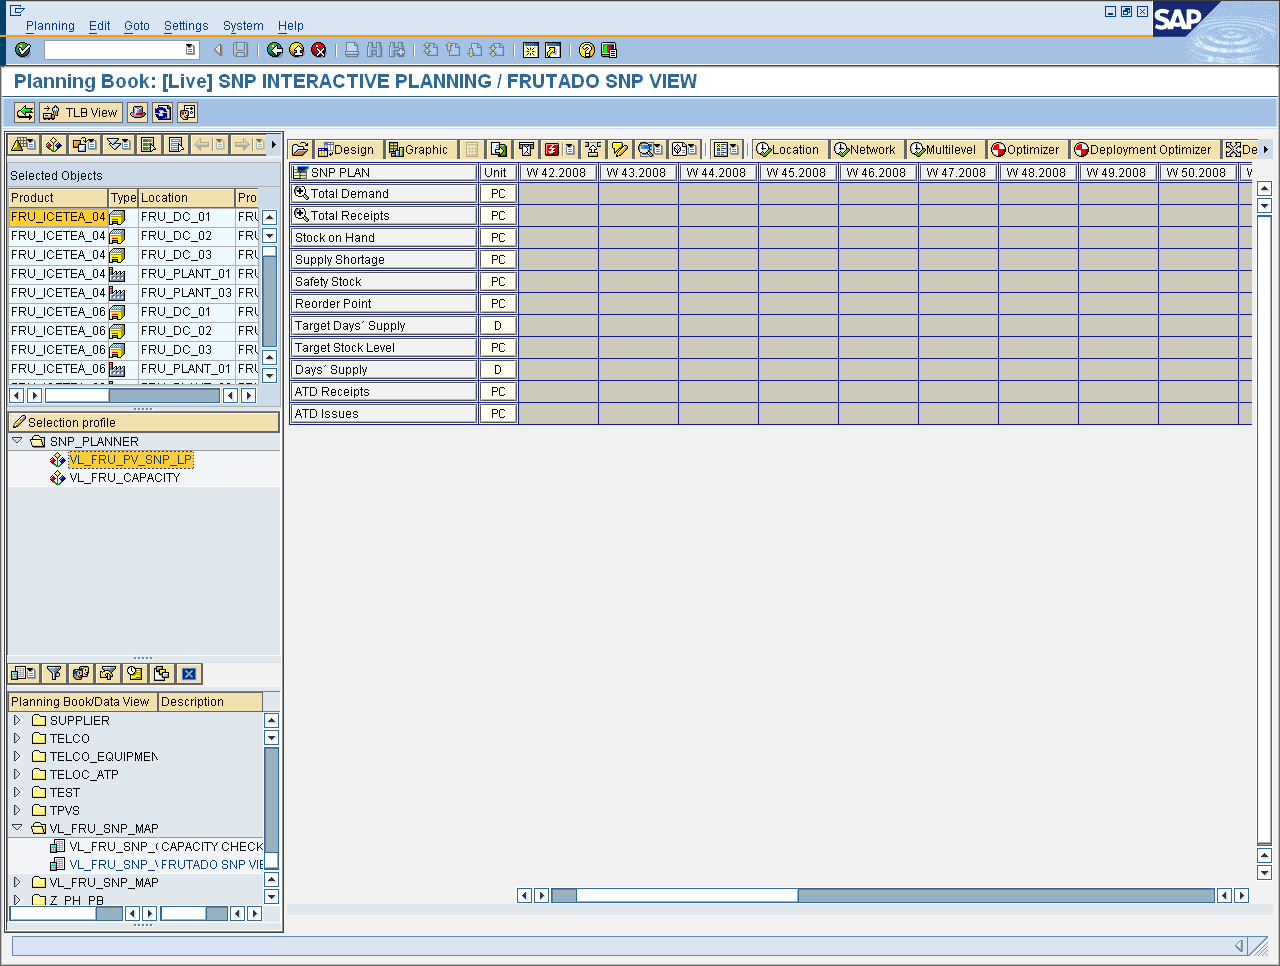 Planning Edit Goto Settings System Help
SAP
Planning Book: [Live] SNP INTERACTIVE PLANNING / FRUTADO SNP VIEW
TLB View
Design Graphic Location Network Multilevel Optimizer Deployment Optimizer De
Selected Objects
Product Type Location Pro
FRU_ICETEA_04 FRU_DC_01 FRU
FRU_ICETEA_04 FRU_DC_02 FRU
FRU_ICETEA_04 FRU_DC_03 FRU
FRU_ICETEA_04 FRU_PLANT_01 FRU
FRU_ICETEA_04 FRU_PLANT_03 FRU
FRU_ICETEA_06 FRU_DC_01 FRU
FRU_ICETEA_06 FRU_DC_02 FRU
FRU_ICETEA_06 FRU_DC_03 FRU
FRU_ICETEA_06 FRU_PLANT_01 FRU
Selection profile
SNP_PLANNER
VL_FRU_PV_SNP_LP
VL_FRU_CAPACITY
Planning Book/Data View Description
SUPPLIER
TELCO
TELCO_EQUIPMEN
TELOC_ATP
TEST
TPVS
VL_FRU_SNP_MAP
VL_FRU_SNP_( CAPACITY CHECK
VL_FRU_SNP_\ FRUTADO SNP VIE
VL_FRU_SNP_MAP
Z_PH_PB
SNP PLAN Unit W 42.2008 W 43.2008 W 44.2008 W 45.2008 W 46.2008 W 47.2008 W 48.2008 W 49.2008 W 50.2008
Total Demand PC
Total Receipts PC
Stock on Hand PC
Supply Shortage PC
Safety Stock PC
Reorder Point PC
Target Days´ Supply D
Target Stock Level PC
Days´ Supply D
ATD Receipts PC
ATD Issues PC